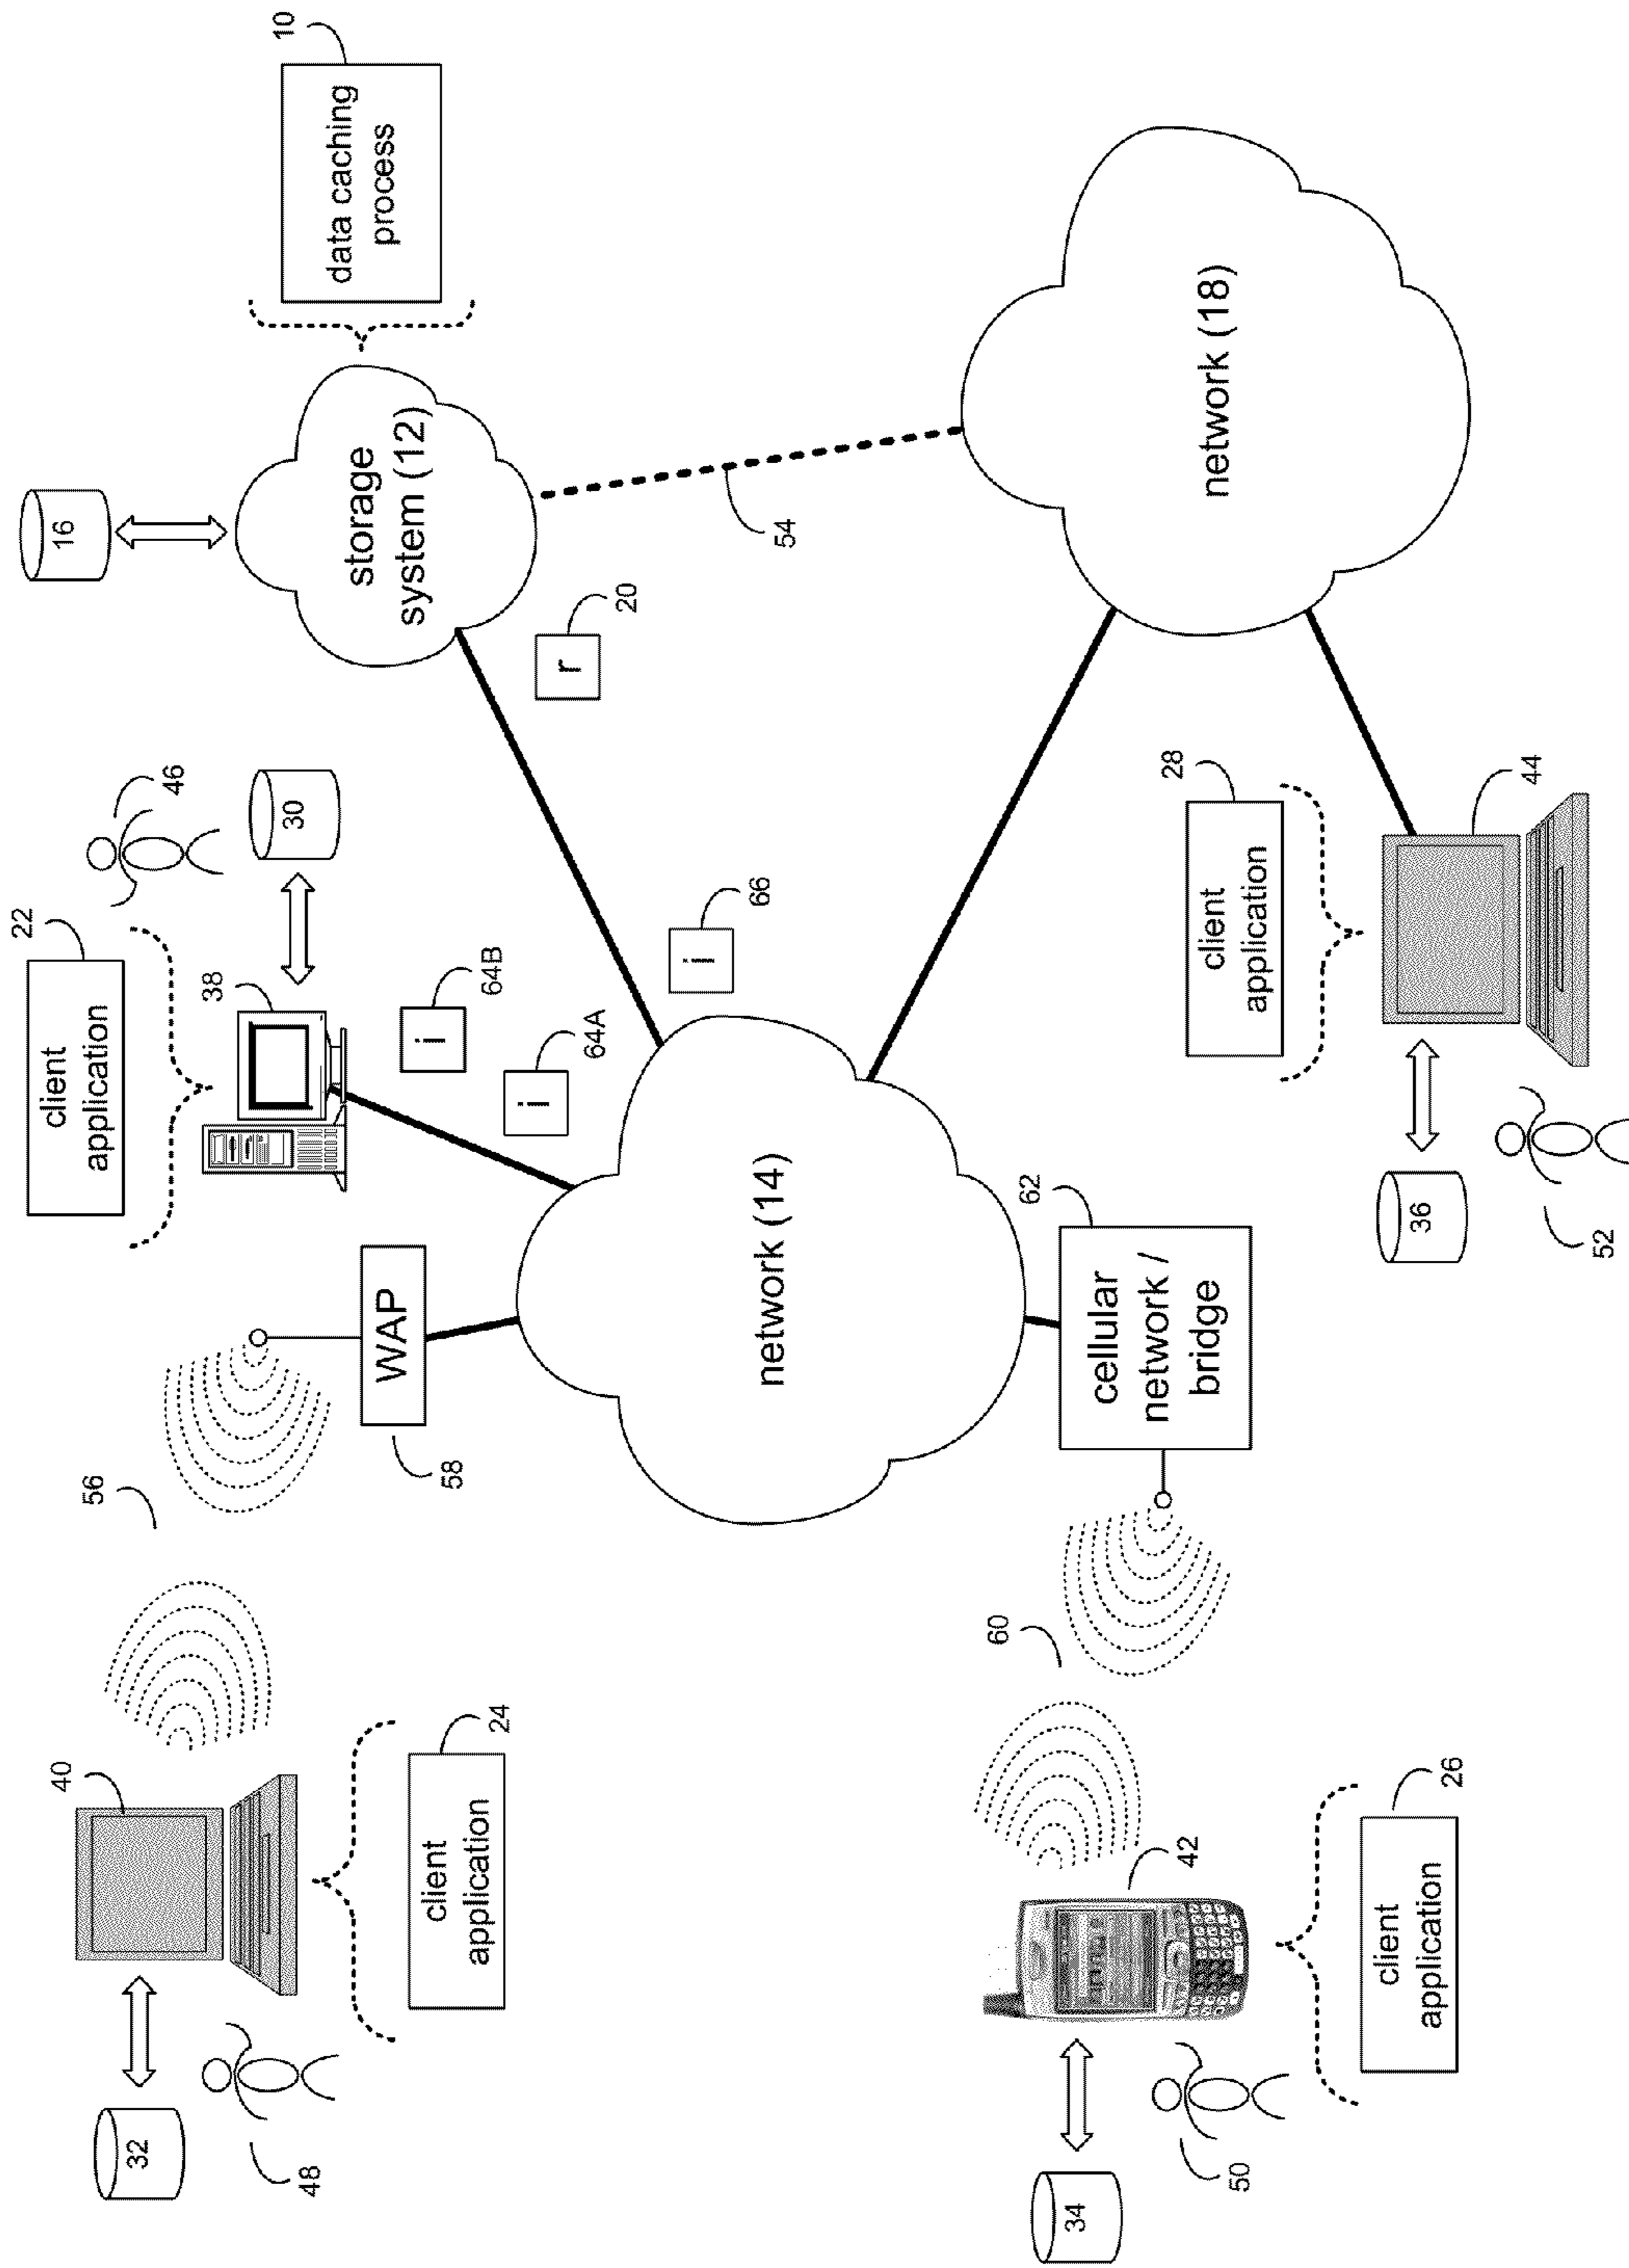 32
40
56
22
16
client
application
46
38
30
10
48
58
WAP
storage
system (12)
data caching
process
client
application
24
i
64B
i
64A
r
20
i
66
network (14)
54
60
62
34
42
50
cellular
network /
bridge
28
network (18)
client
application
client
application
26
36
44
52